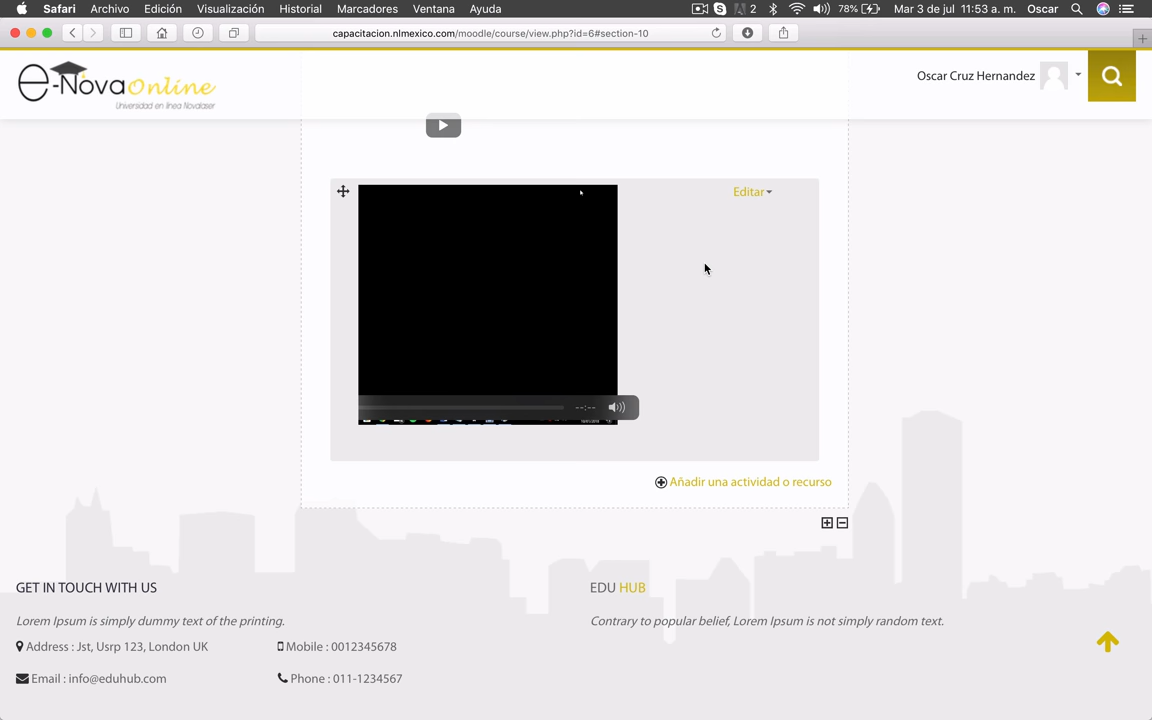 Safari Archivo Edición Visualización Historial Marcadores Ventana Ayuda 2 78% Mar 3 de jul 11:53 a. m. Oscar
capacitacion.nlmexico.com/moodle/course/view.php?id=6#section-10
e-Nova Online
Universidad en línea Novalaser
Oscar Cruz Hernandez
Editar
--:--
Añadir una actividad o recurso
GET IN TOUCH WITH US
Lorem Ipsum is simply dummy text of the printing.
Address : Jst, Usrp 123, London UK
Mobile : 0012345678
Email : info@eduhub.com
Phone : 011-1234567
EDU HUB
Contrary to popular belief, Lorem Ipsum is not simply random text.